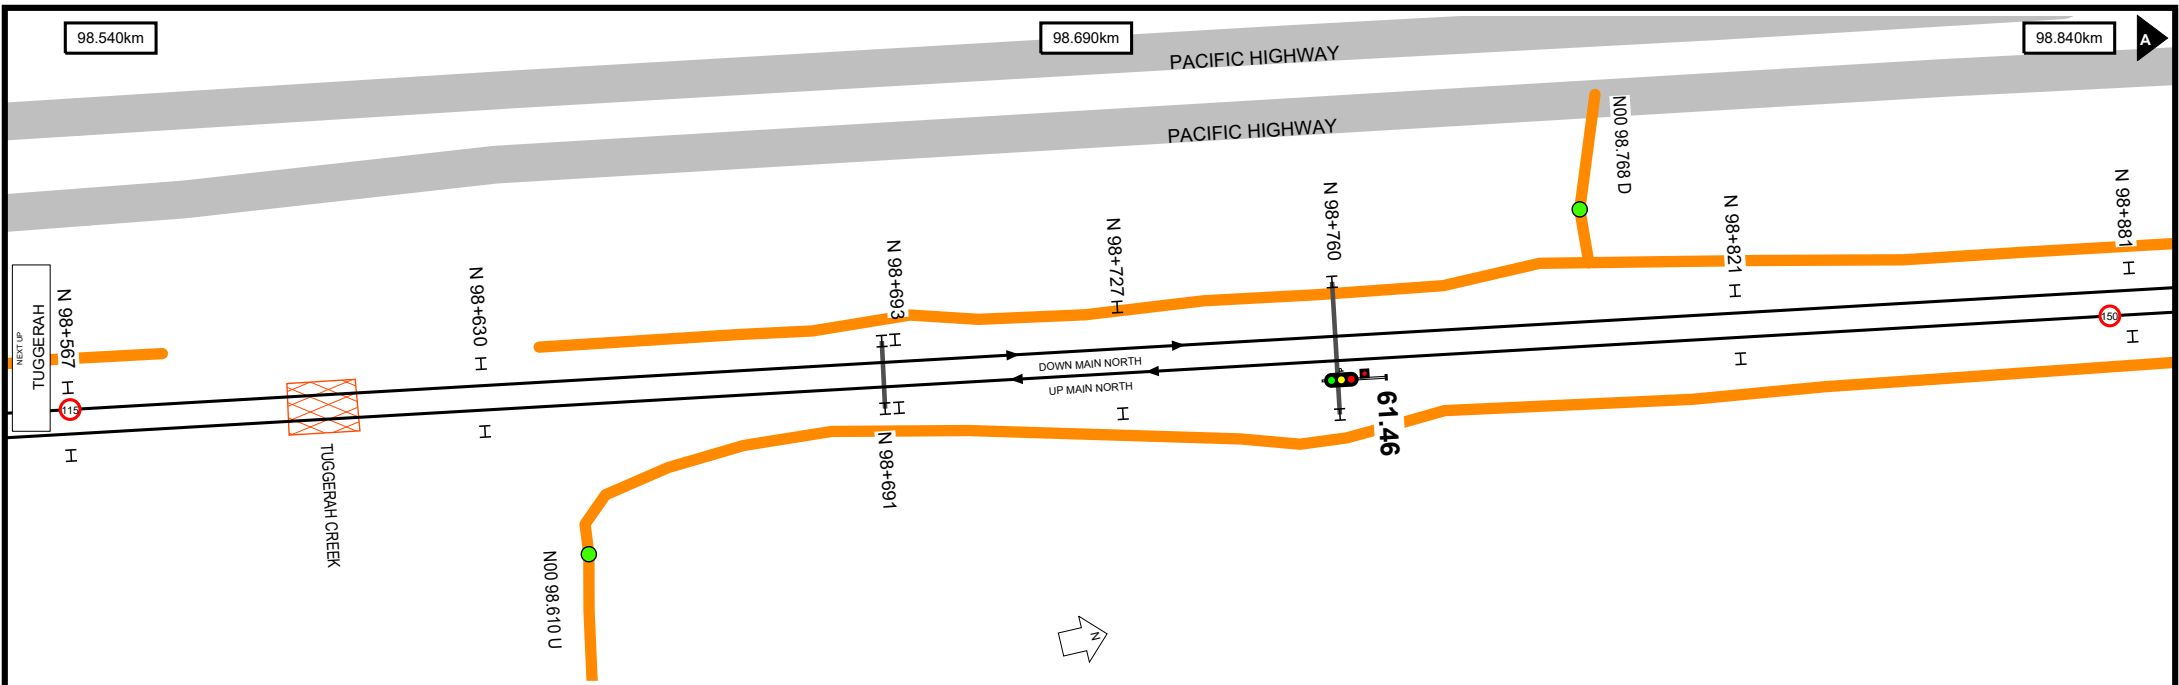 98.540km
98.690km
98.840km
A
PACIFIC HIGHWAY
PACIFIC HIGHWAY
N00 98.768 D
N 98+881
N 98+821
N 98+760
N 98+727
N 98+693
N 98+630
N 98+567
NEXT UP
TUGGERAH
115
150
DOWN MAIN NORTH
UP MAIN NORTH
61.46
N 98+691
TUGGERAH CREEK
N00 98.610 U
N